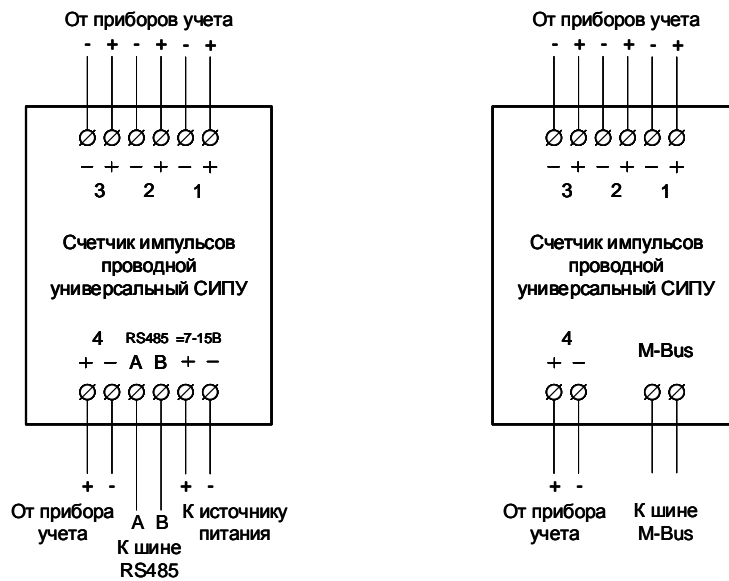 От приборов учета
- + - + - +
- + - + - +
3 2 1
Счетчик импульсов
проводной
универсальный СИПУ
4 RS485 =7-15В
+ - A B + -
+ - + -
От прибора
учета
A B
К шине
RS485
К источнику
питания
От приборов учета
- + - + - +
- + - + - +
3 2 1
Счетчик импульсов
проводной
универсальный СИПУ
4
+ -
M-Bus
+ -
От прибора
учета
К шине
M-Bus